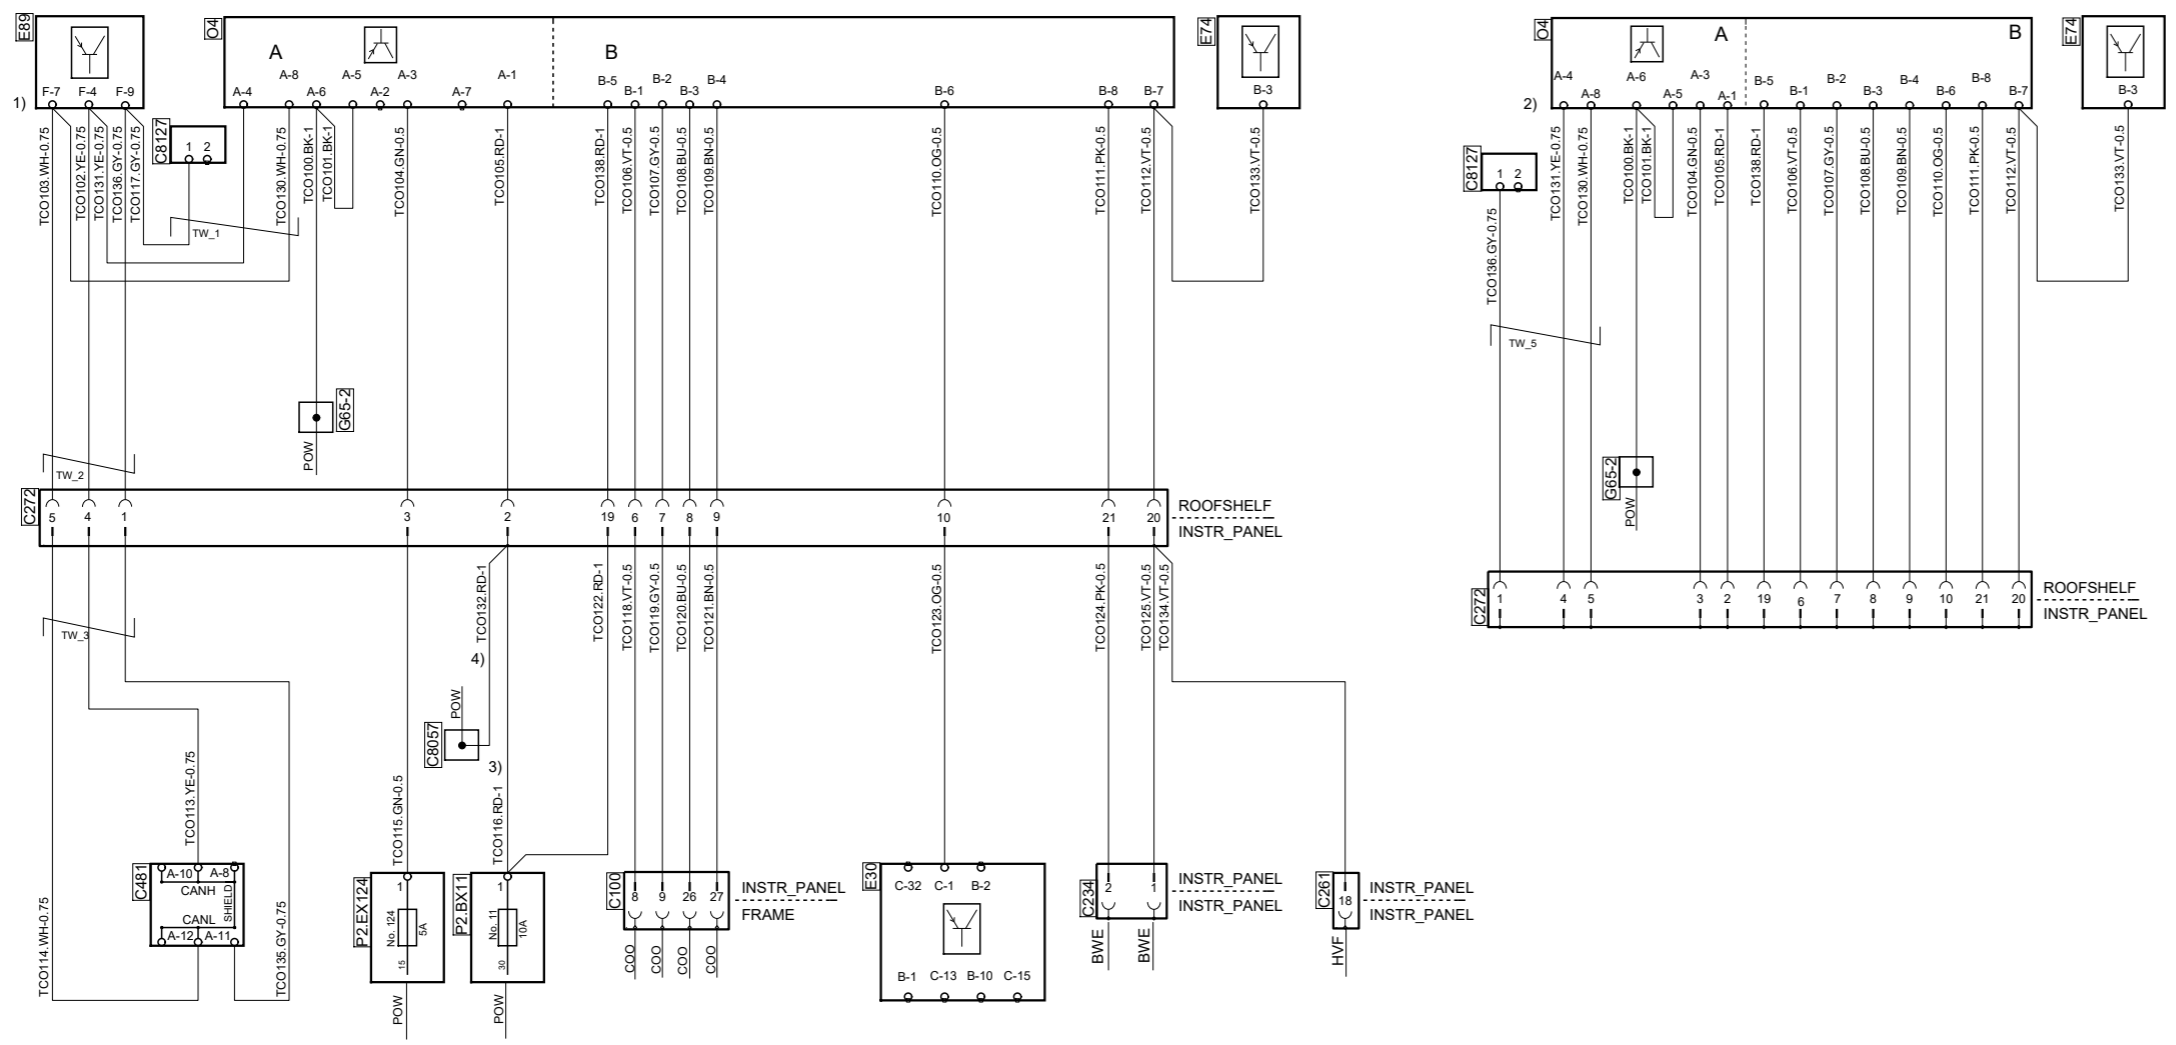 E89
F-7 F-4 F-9
1)
TCO103.WH-0.75
TCO102.YE-0.75
TCO131.YE-0.75
TCO136.GY-0.75
TCO117.GY-0.75
C8127
1 2
TW_1
O4
A
B
A-4 A-8 A-6 A-5 A-2 A-3 A-7 A-1
B-5 B-1 B-2 B-3 B-4 B-6 B-8 B-7
TCO130.WH-0.75
TCO100.BK-1
TCO101.BK-1
TCO104.GN-0.5
TCO105.RD-1
TCO138.RD-1
TCO106.VT-0.5
TCO107.GY-0.5
TCO108.BU-0.5
TCO109.BN-0.5
TCO110.OG-0.5
TCO111.PK-0.5
TCO112.VT-0.5
E74
B-3
TCO133.VT-0.5
G65-2
POW
TW_2
C272
5 4 1 3 2 19 6 7 8 9 10 21 20
ROOFSHELF
INSTR_PANEL
TW_3
TCO132.RD-1
TCO122.RD-1
TCO118.VT-0.5
TCO119.GY-0.5
TCO120.BU-0.5
TCO121.BN-0.5
TCO123.OG-0.5
TCO124.PK-0.5
TCO125.VT-0.5
TCO134.VT-0.5
4)
POW
C8057
3)
TCO114.WH-0.75
TCO113.YE-0.75
TCO135.GY-0.75
TCO115.GN-0.5
TCO116.RD-1
C481
A-10 A-8
CANH
CANL
SHIELD
A-12 A-11
P2.EX124
1
No. 124
5A
15
POW
P2.BX11
1
No. 11
10A
30
POW
C100
8 9 26 27
INSTR_PANEL
FRAME
COO COO COO COO
E30
C-32 C-1 B-2
B-1 C-13 B-10 C-15
C234
2 1
INSTR_PANEL
INSTR_PANEL
BWE BWE
C261
18
INSTR_PANEL
INSTR_PANEL
HVF
O4
A
B
2)
A-4 A-8 A-6 A-5 A-3 A-1
B-5 B-1 B-2 B-3 B-4 B-6 B-8 B-7
E74
B-3
C8127
1 2
TCO136.GY-0.75
TCO131.YE-0.75
TCO130.WH-0.75
TCO100.BK-1
TCO101.BK-1
TCO104.GN-0.5
TCO105.RD-1
TCO138.RD-1
TCO106.VT-0.5
TCO107.GY-0.5
TCO108.BU-0.5
TCO109.BN-0.5
TCO110.OG-0.5
TCO111.PK-0.5
TCO112.VT-0.5
TCO133.VT-0.5
TW_5
G65-2
POW
C272
1 4 5 3 2 19 6 7 8 9 10 21 20
ROOFSHELF
INSTR_PANEL